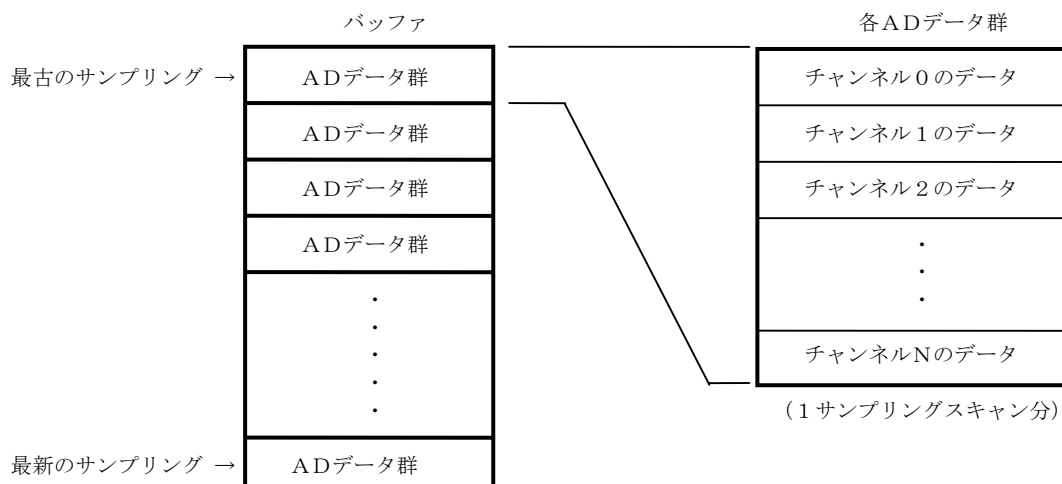 バッファ
最古のサンプリング →
ADデータ群
ADデータ群
ADデータ群
ADデータ群
・
・
・
・
・
最新のサンプリング →
ADデータ群
各ADデータ群
チャンネル0のデータ
チャンネル1のデータ
チャンネル2のデータ
・
・
・
チャンネルNのデータ
(1サンプリングスキャン分)